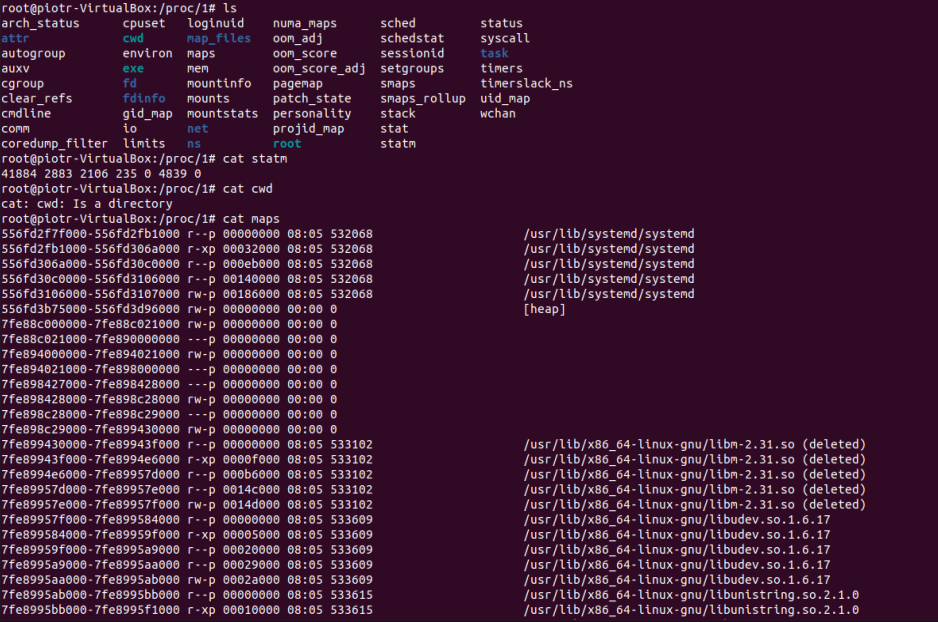 root@piotr-VirtualBox:/proc/1# ls
arch_status      cpuset   loginuid    numa_maps      sched         status
attr             cwd      map_files   oom_adj        schedstat     syscall
autogroup        environ  maps        oom_score      sessionid     task
auxv             exe      mem         oom_score_adj  setgroups     timers
cgroup           fd       mountinfo   pagemap        smaps         timerslack_ns
clear_refs       fdinfo   mounts      patch_state    smaps_rollup  uid_map
cmdline          gid_map  mountstats  personality    stack         wchan
comm             io       net         projid_map     stat
coredump_filter  limits   ns          root           statm
root@piotr-VirtualBox:/proc/1# cat statm
41884 2883 2106 235 0 4839 0
root@piotr-VirtualBox:/proc/1# cat cwd
cat: cwd: Is a directory
root@piotr-VirtualBox:/proc/1# cat maps
556fd2f7f000-556fd2fb1000 r--p 00000000 08:05 532068                     /usr/lib/systemd/systemd
556fd2fb1000-556fd306a000 r-xp 00032000 08:05 532068                     /usr/lib/systemd/systemd
556fd306a000-556fd30c0000 r--p 000eb000 08:05 532068                     /usr/lib/systemd/systemd
556fd30c0000-556fd3106000 r--p 00140000 08:05 532068                     /usr/lib/systemd/systemd
556fd3106000-556fd3107000 rw-p 00186000 08:05 532068                     /usr/lib/systemd/systemd
556fd3b75000-556fd3d96000 rw-p 00000000 00:00 0                          [heap]
7fe88c000000-7fe88c021000 rw-p 00000000 00:00 0
7fe88c021000-7fe890000000 ---p 00000000 00:00 0
7fe894000000-7fe894021000 rw-p 00000000 00:00 0
7fe894021000-7fe898000000 ---p 00000000 00:00 0
7fe898427000-7fe898428000 ---p 00000000 00:00 0
7fe898428000-7fe898c28000 rw-p 00000000 00:00 0
7fe898c28000-7fe898c29000 ---p 00000000 00:00 0
7fe898c29000-7fe899430000 rw-p 00000000 00:00 0
7fe899430000-7fe89943f000 r--p 00000000 08:05 533102                     /usr/lib/x86_64-linux-gnu/libm-2.31.so (deleted)
7fe89943f000-7fe8994e6000 r-xp 0000f000 08:05 533102                     /usr/lib/x86_64-linux-gnu/libm-2.31.so (deleted)
7fe8994e6000-7fe89957d000 r--p 000b6000 08:05 533102                     /usr/lib/x86_64-linux-gnu/libm-2.31.so (deleted)
7fe89957d000-7fe89957e000 r--p 0014c000 08:05 533102                     /usr/lib/x86_64-linux-gnu/libm-2.31.so (deleted)
7fe89957e000-7fe89957f000 rw-p 0014d000 08:05 533102                     /usr/lib/x86_64-linux-gnu/libm-2.31.so (deleted)
7fe89957f000-7fe899584000 r--p 00000000 08:05 533609                     /usr/lib/x86_64-linux-gnu/libudev.so.1.6.17
7fe899584000-7fe89959f000 r-xp 00005000 08:05 533609                     /usr/lib/x86_64-linux-gnu/libudev.so.1.6.17
7fe89959f000-7fe8995a9000 r--p 00020000 08:05 533609                     /usr/lib/x86_64-linux-gnu/libudev.so.1.6.17
7fe8995a9000-7fe8995aa000 r--p 00029000 08:05 533609                     /usr/lib/x86_64-linux-gnu/libudev.so.1.6.17
7fe8995aa000-7fe8995ab000 rw-p 0002a000 08:05 533609                     /usr/lib/x86_64-linux-gnu/libudev.so.1.6.17
7fe8995ab000-7fe8995bb000 r--p 00000000 08:05 533615                     /usr/lib/x86_64-linux-gnu/libunistring.so.2.1.0
7fe8995bb000-7fe8995f1000 r-xp 00010000 08:05 533615                     /usr/lib/x86_64-linux-gnu/libunistring.so.2.1.0